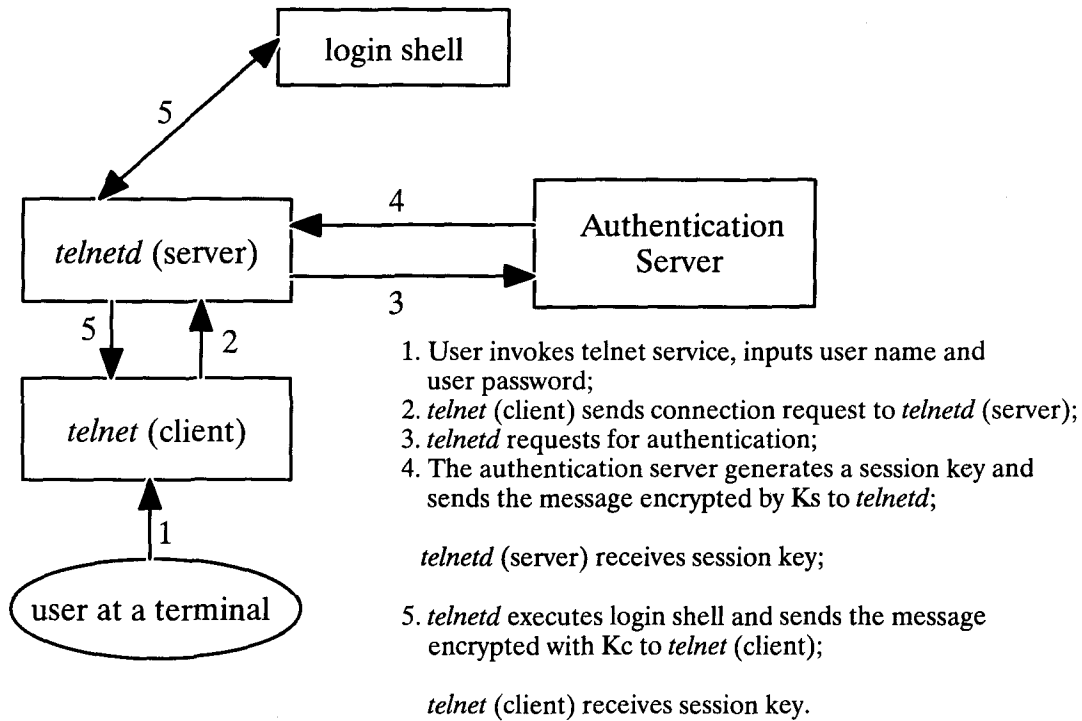 login shell
5
4
telnetd (server)
Authentication
Server
3
5
2
telnet (client)
1
user at a terminal
1. User invokes telnet service, inputs user name and
user password;
2. telnet (client) sends connection request to telnetd (server);
3. telnetd requests for authentication;
4. The authentication server generates a session key and
sends the message encrypted by Ks to telnetd;
telnetd (server) receives session key;
5. telnetd executes login shell and sends the message
encrypted with Kc to telnet (client);
telnet (client) receives session key.